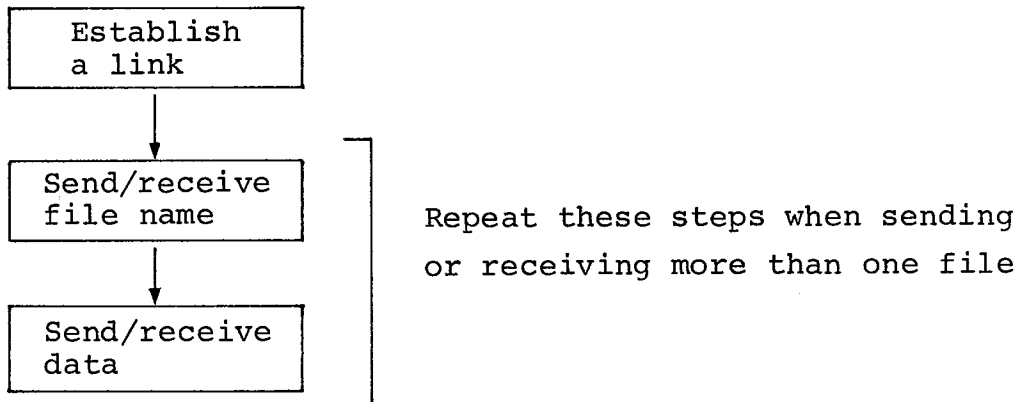 Establish
a link
Send/receive
file name
Repeat these steps when sending
or receiving more than one file
Send/receive
data